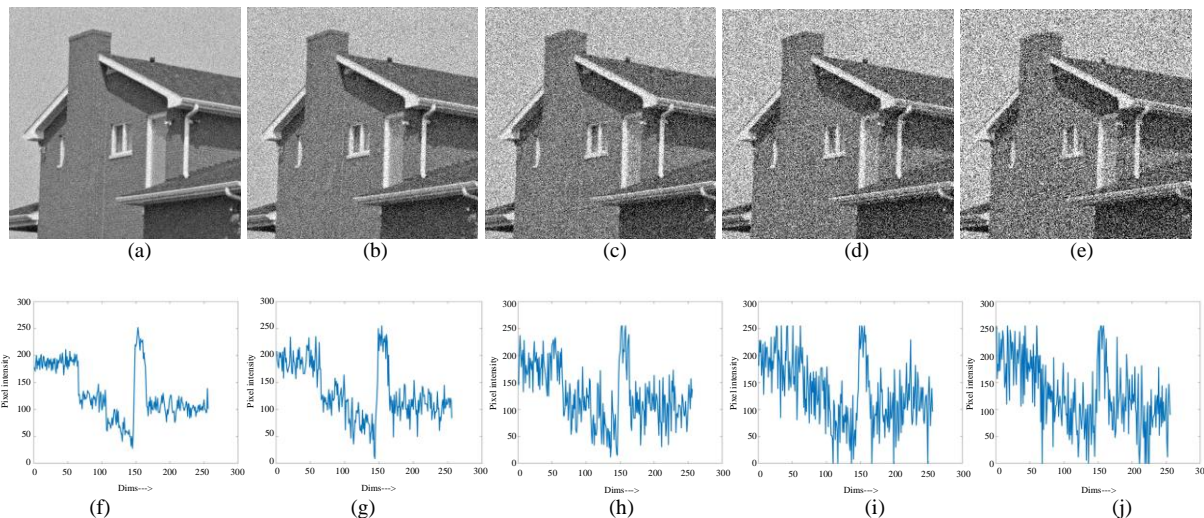 (a) (b) (c) (d) (e)
300 300 300 300 300
250 250 250 250 250
200 200 200 200 200
150 150 150 150 150
100 100 100 100 100
50 50 50 50 50
0 0 0 0 0
Pixel intensity Pixel intensity Pixel intensity Pixel intensity Pixel intensity
0 50 100 150 200 250 300 0 50 100 150 200 250 300 0 50 100 150 200 250 300 0 50 100 150 200 250 300 0 50 100 150 200 250 300
Dims---> Dims---> Dims---> Dims---> Dims--->
(f) (g) (h) (i) (j)